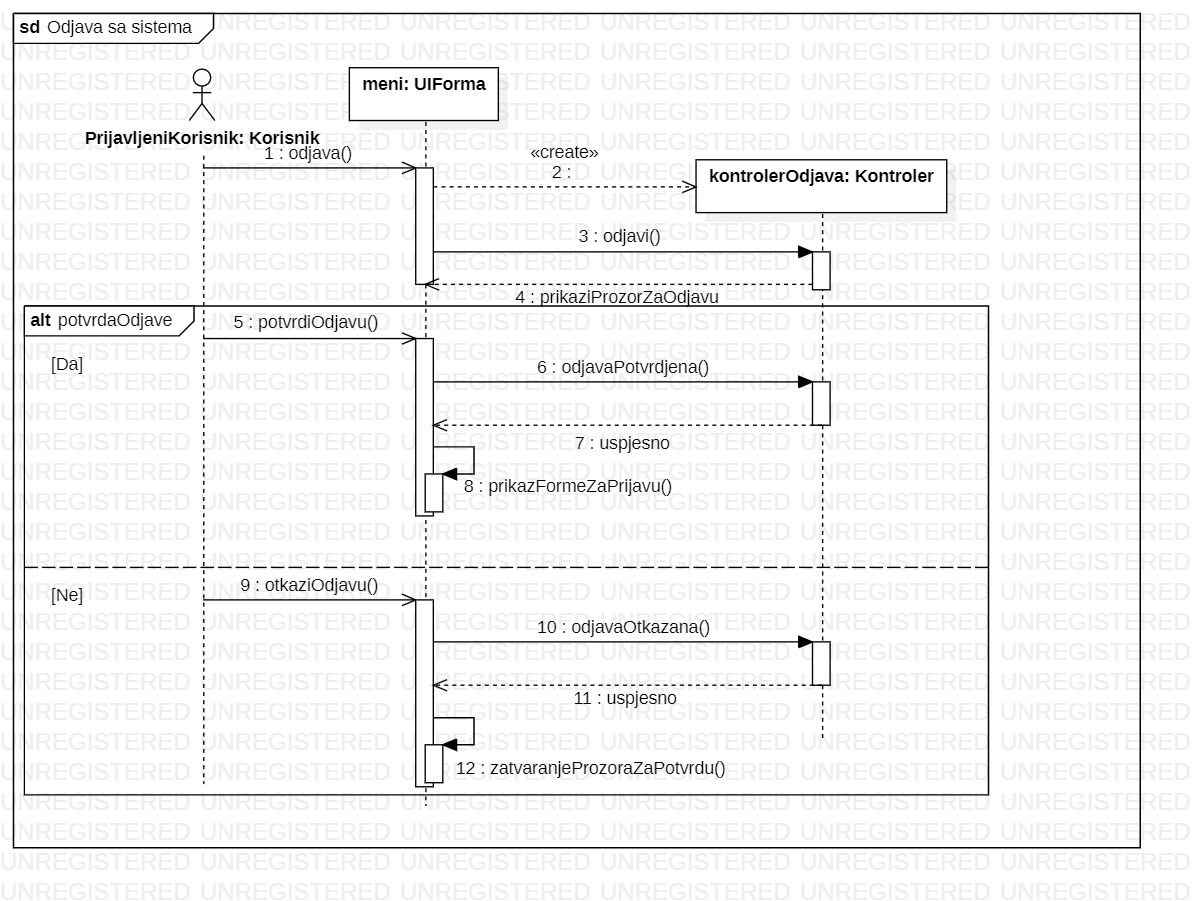 sd Odjava sa sistema
meni: UIForma
PrijavljeniKorisnik: Korisnik
1 : odjava()
«create»
2 :
kontrolerOdjava: Kontroler
3 : odjavi()
4 : prikaziProzorZaOdjavu
alt potvrdaOdjave
5 : potvrdiOdjavu()
[Da]
6 : odjavaPotvrdjena()
7 : uspjesno
8 : prikazFormeZaPrijavu()
9 : otkaziOdjavu()
[Ne]
10 : odjavaOtkazana()
11 : uspjesno
12 : zatvaranjeProzoraZaPotvrdu()
UNREGISTERED